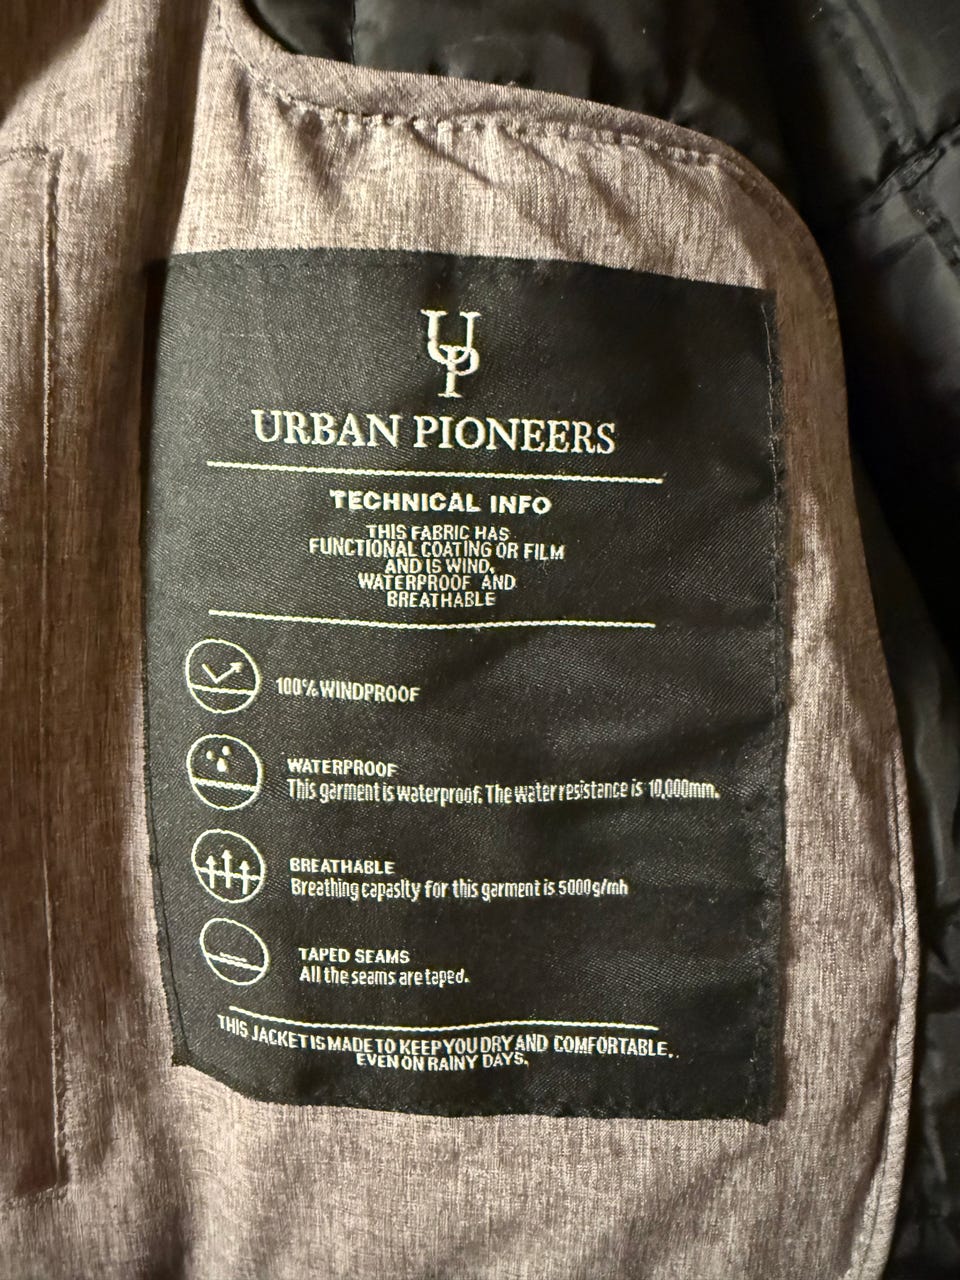 UP
URBAN PIONEERS
TECHNICAL INFO
THIS FABRIC HAS
FUNCTIONAL COATING OR FILM
AND IS WIND,
WATERPROOF AND
BREATHABLE
100% WINDPROOF
WATERPROOF
This garment is waterproof. The water resistance is 10,000mm.
BREATHABLE
Breathing capasity for this garment is 5000g/mh
TAPED SEAMS
All the seams are taped.
THIS JACKET IS MADE TO KEEP YOU DRY AND COMFORTABLE,.
EVEN ON RAINY DAYS.